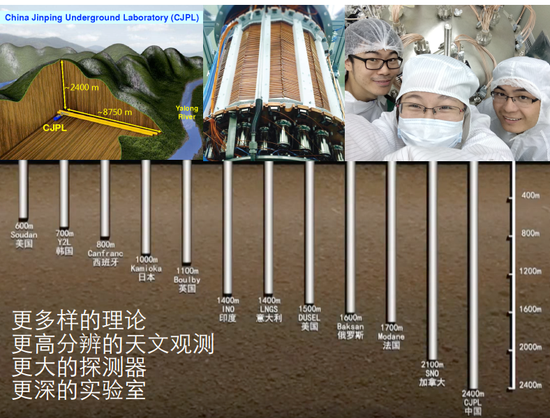 China Jinping Underground Laboratory (CJPL)
~2400 m
~8750 m
CJPL
Yalong
River
600m
Soudan
美国
700m
Y2L
韩国
800m
Canfranc
西班牙
1000m
Kamioka
日本
1100m
Boulby
英国
1400m
INO
印度
1400m
LNGS
意大利
1500m
DUSEL
美国
1600m
Baksan
俄罗斯
1700m
Modane
法国
2100m
SNO
加拿大
2400m
CJPL
中国
400m
800m
1200m
1600m
2000m
2400m
更多样的理论
更高分辨的天文观测
更大的探测器
更深的实验室